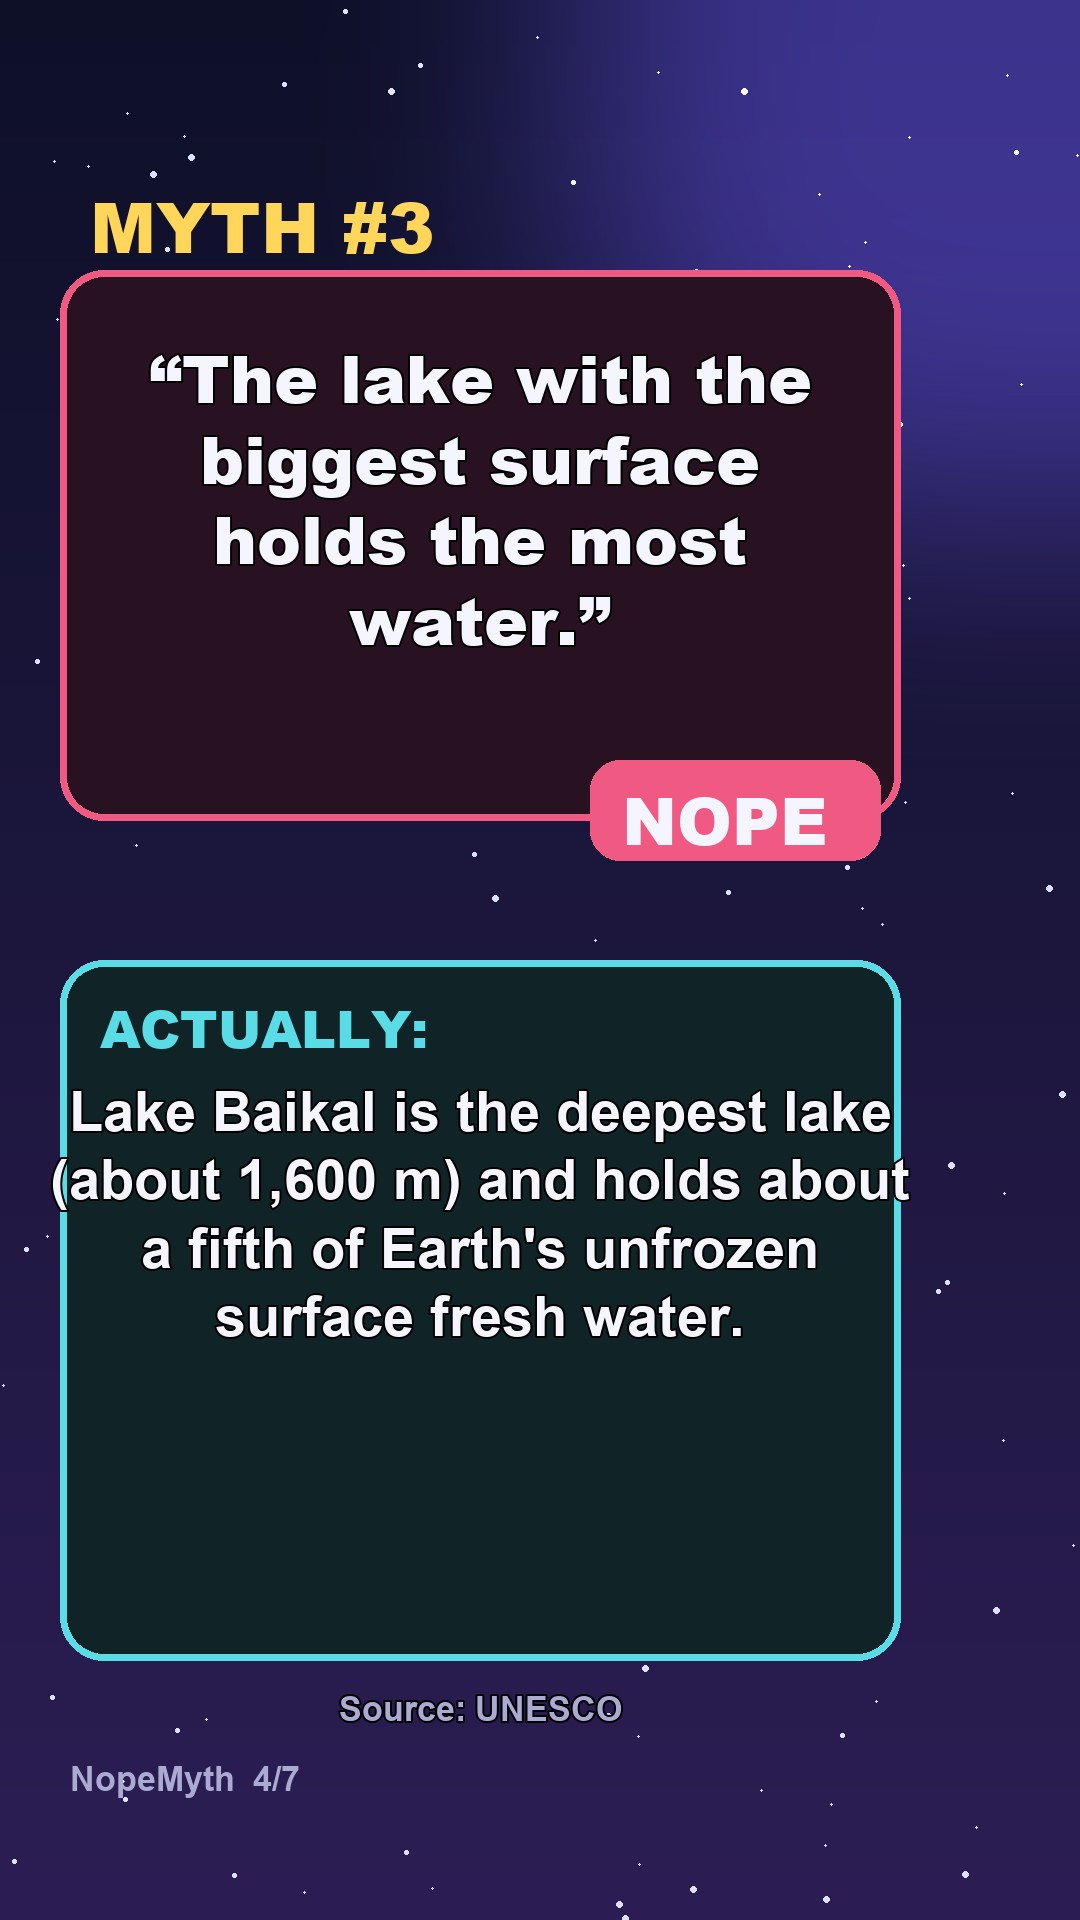 MYTH #3
“The lake with the
biggest surface
holds the most
water.”
NOPE
ACTUALLY:
Lake Baikal is the deepest lake
(about 1,600 m) and holds about
a fifth of Earth's unfrozen
surface fresh water.
Source: UNESCO
NopeMyth 4/7